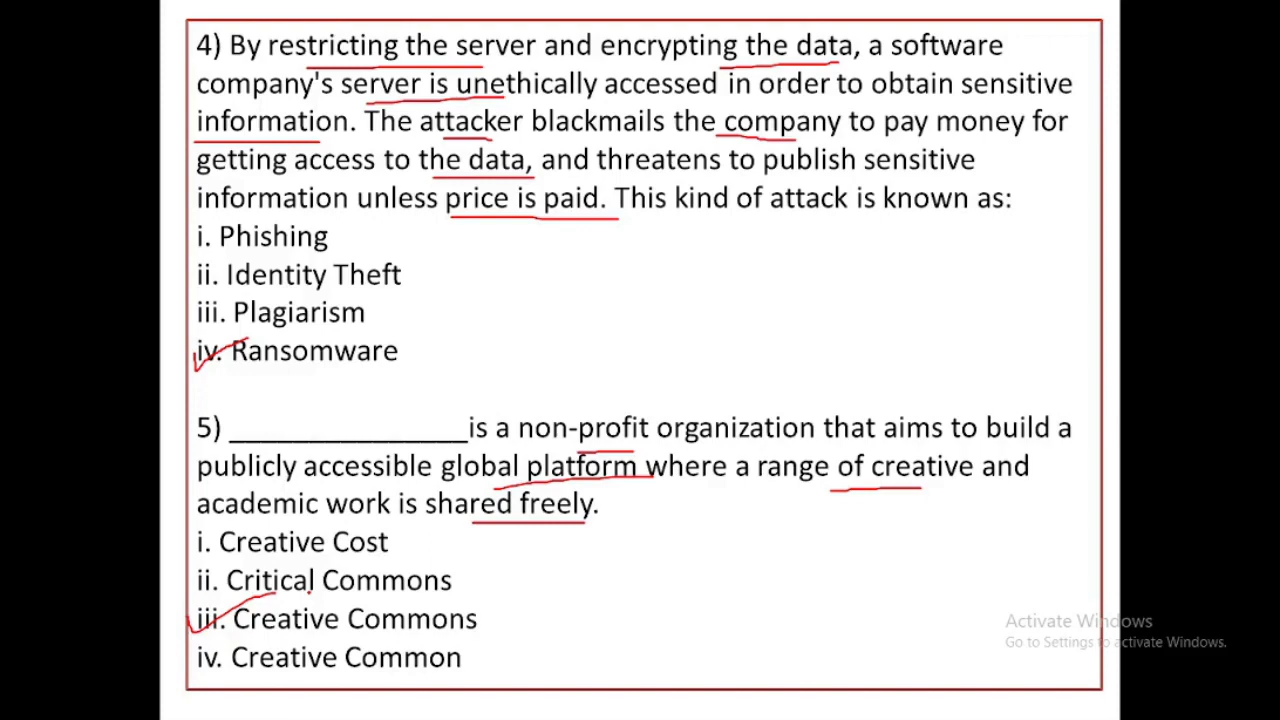 4) By restricting the server and encrypting the data, a software
company's server is unethically accessed in order to obtain sensitive
information. The attacker blackmails the company to pay money for
getting access to the data, and threatens to publish sensitive
information unless price is paid. This kind of attack is known as:
i. Phishing
ii. Identity Theft
iii. Plagiarism
iv. Ransomware
5) _______________is a non-profit organization that aims to build a
publicly accessible global platform where a range of creative and
academic work is shared freely.
i. Creative Cost
ii. Critical Commons
iii. Creative Commons
iv. Creative Common
Activate Windows
Go to Settings to activate Windows.